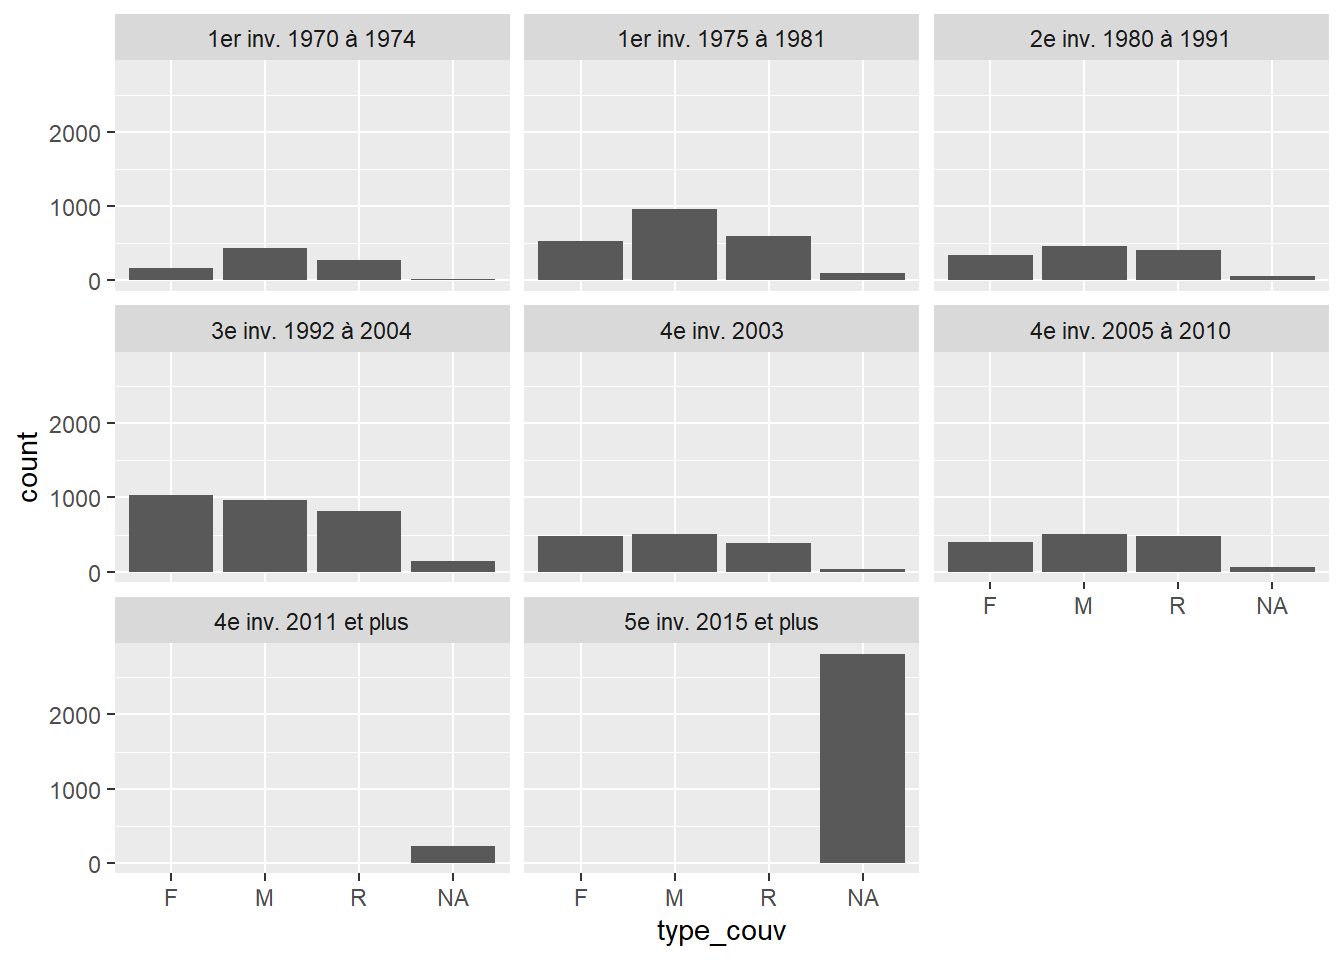 1er inv. 1970 à 1974
1er inv. 1975 à 1981
2e inv. 1980 à 1991
2000
1000
0
3e inv. 1992 à 2004
4e inv. 2003
4e inv. 2005 à 2010
2000
1000
0
count
F M R NA
4e inv. 2011 et plus
5e inv. 2015 et plus
2000
1000
0
F M R NA
F M R NA
type_couv